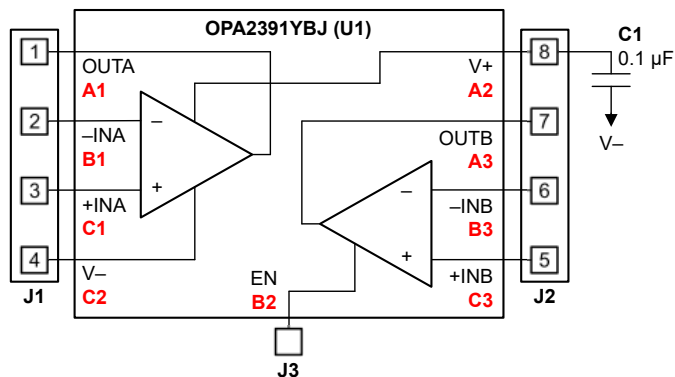 OPA2391YBJ (U1)
1
OUTA
A1
2
–INA
B1
3
+INA
C1
4
V–
C2
J1
–
+
V+
A2
OUTB
A3
–INB
B3
+INB
C3
–
+
EN
B2
J3
8
7
6
5
J2
C1
0.1 µF
V–